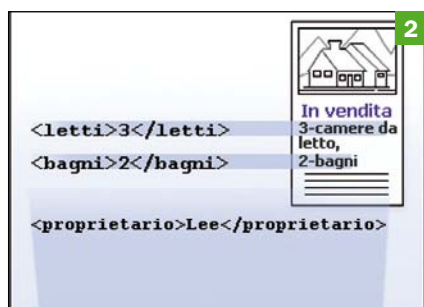 2
In vendita
3-camere da
letto,
2-bagni
<letti>3</letti>
<bagni>2</bagni>
<proprietario>Lee</proprietario>